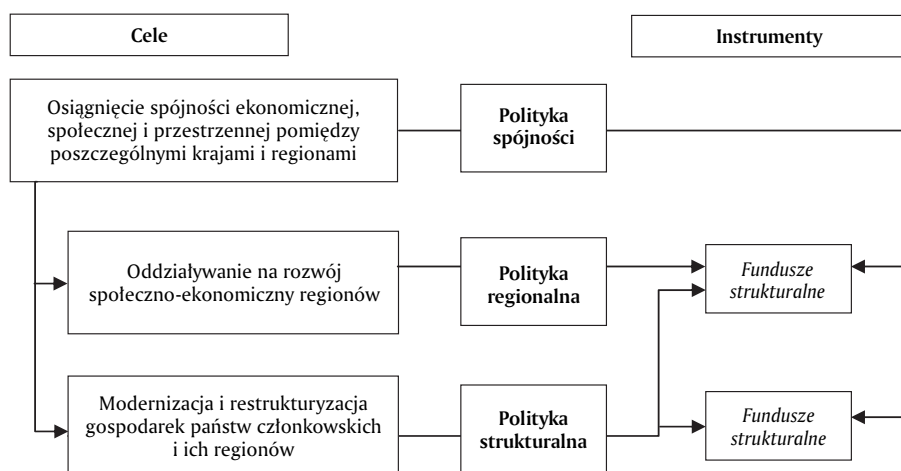 Cele
Instrumenty
Osiągnięcie spójności ekonomicznej,
społecznej i przestrzennej pomiędzy
poszczególnymi krajami i regionami
Polityka
spójności
Oddziaływanie na rozwój
społeczno-ekonomiczny regionów
Polityka
regionalna
Fundusze
strukturalne
Modernizacja i restrukturyzacja
gospodarek państw członkowskich
i ich regionów
Polityka
strukturalna
Fundusze
strukturalne